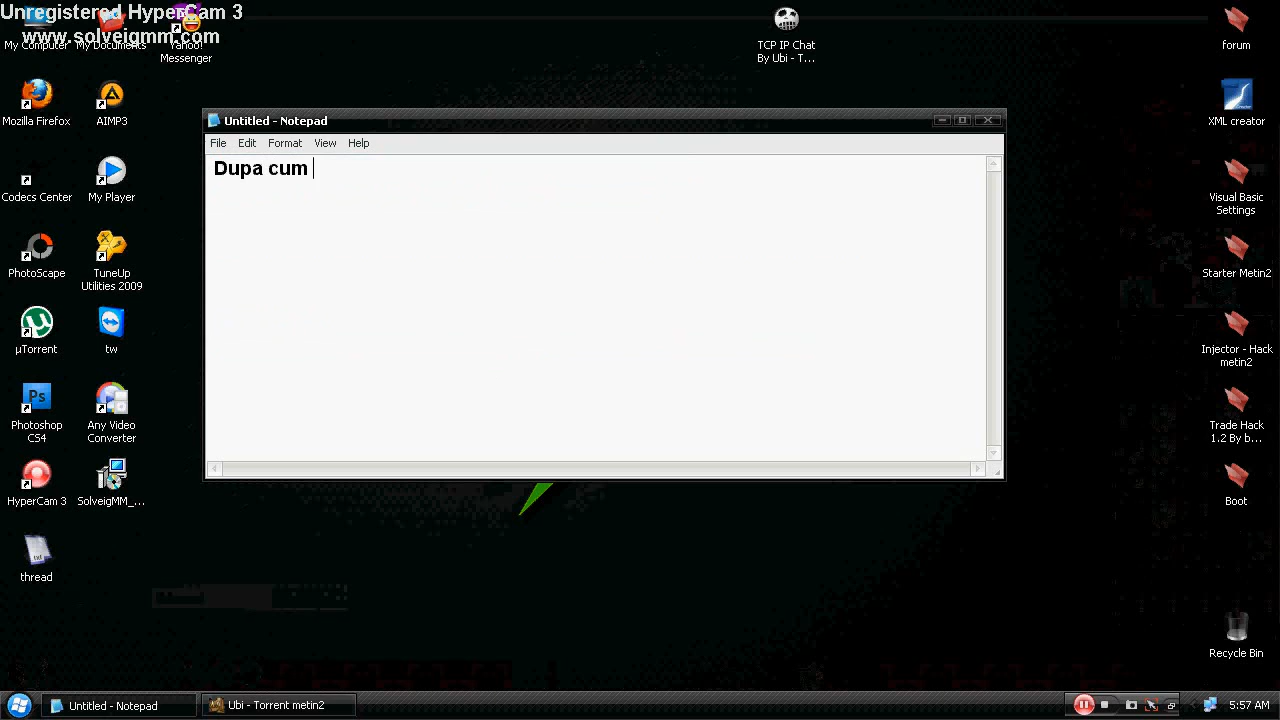 Unregistered HyperCam 3
www.solveigmm.com
My Computer
My Documents
Yahoo!
Messenger
TCP IP Chat
By Ubi - T...
forum
Mozilla Firefox
AIMP3
XML creator
Untitled - Notepad
File Edit Format View Help
Dupa cum
Codecs Center
My Player
Visual Basic
Settings
PhotoScape
TuneUp
Utilities 2009
Starter Metin2
µTorrent
tw
Injector - Hack
metin2
Photoshop
CS4
Any Video
Converter
Trade Hack
1.2 By b...
HyperCam 3
SolveigMM_...
Boot
thread
Recycle Bin
Untitled - Notepad
Ubi - Torrent metin2
5:57 AM